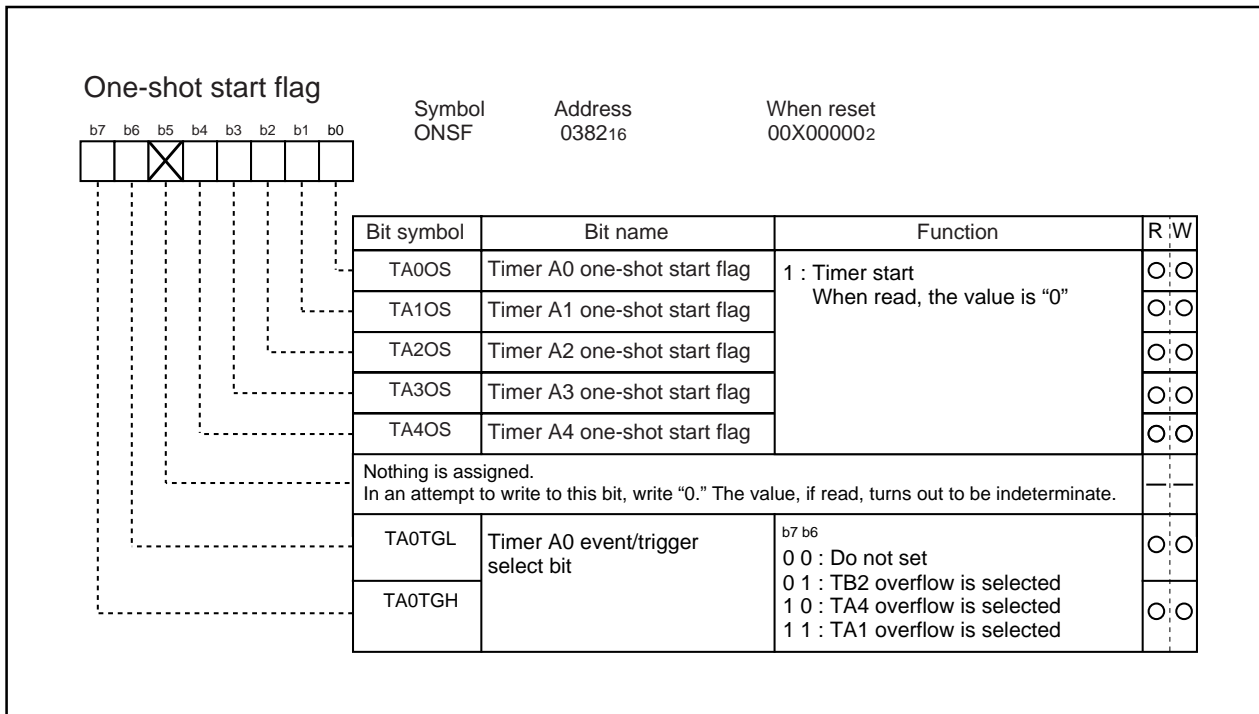 One-shot start flag
Symbol Address When reset
ONSF 038216 00X000002
b7 b6 b5 b4 b3 b2 b1 b0
Bit symbol Bit name Function R W
TA0OS Timer A0 one-shot start flag 1 : Timer start
When read, the value is “0”
TA1OS Timer A1 one-shot start flag
TA2OS Timer A2 one-shot start flag
TA3OS Timer A3 one-shot start flag
TA4OS Timer A4 one-shot start flag
Nothing is assigned.
In an attempt to write to this bit, write “0.” The value, if read, turns out to be indeterminate.
TA0TGL Timer A0 event/trigger
select bit
TA0TGH
b7 b6
0 0 : Do not set
0 1 : TB2 overflow is selected
1 0 : TA4 overflow is selected
1 1 : TA1 overflow is selected